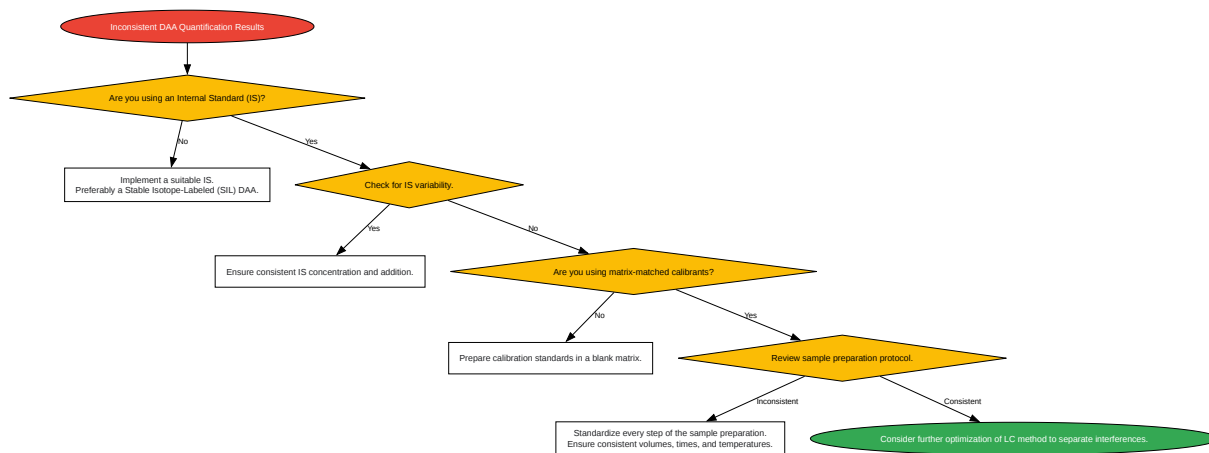 Inconsistent DAA Quantification Results
Are you using an Internal Standard (IS)?
No
Yes
Implement a suitable IS.
Preferably a Stable Isotope-Labeled (SIL) DAA.
Check for IS variability.
Yes
No
Ensure consistent IS concentration and addition.
Are you using matrix-matched calibrants?
No
Yes
Prepare calibration standards in a blank matrix.
Review sample preparation protocol.
Inconsistent
Consistent
Standardize every step of the sample preparation.
Ensure consistent volumes, times, and temperatures.
Consider further optimization of LC method to separate interferences.